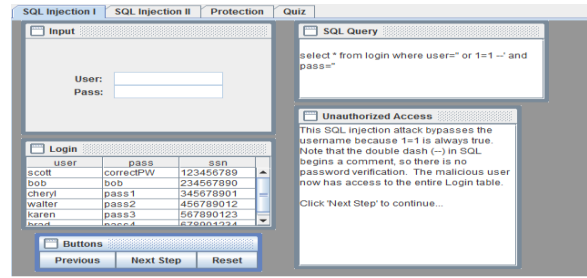 SQL Injection I SQL Injection II Protection Quiz
Input
User:
Pass:
Login
user pass ssn
scott correctPW 123456789
bob bob 234567890
cheryl pass1 345678901
walter pass2 456789012
karen pass3 567890123
brad pass4 678901234
Buttons
Previous Next Step Reset
SQL Query
select * from login where user='' or 1=1 --' and
pass=''
Unauthorized Access
This SQL injection attack bypasses the
username because 1=1 is always true.
Note that the double dash (--) in SQL
begins a comment, so there is no
password verification. The malicious user
now has access to the entire Login table.
Click 'Next Step' to continue...